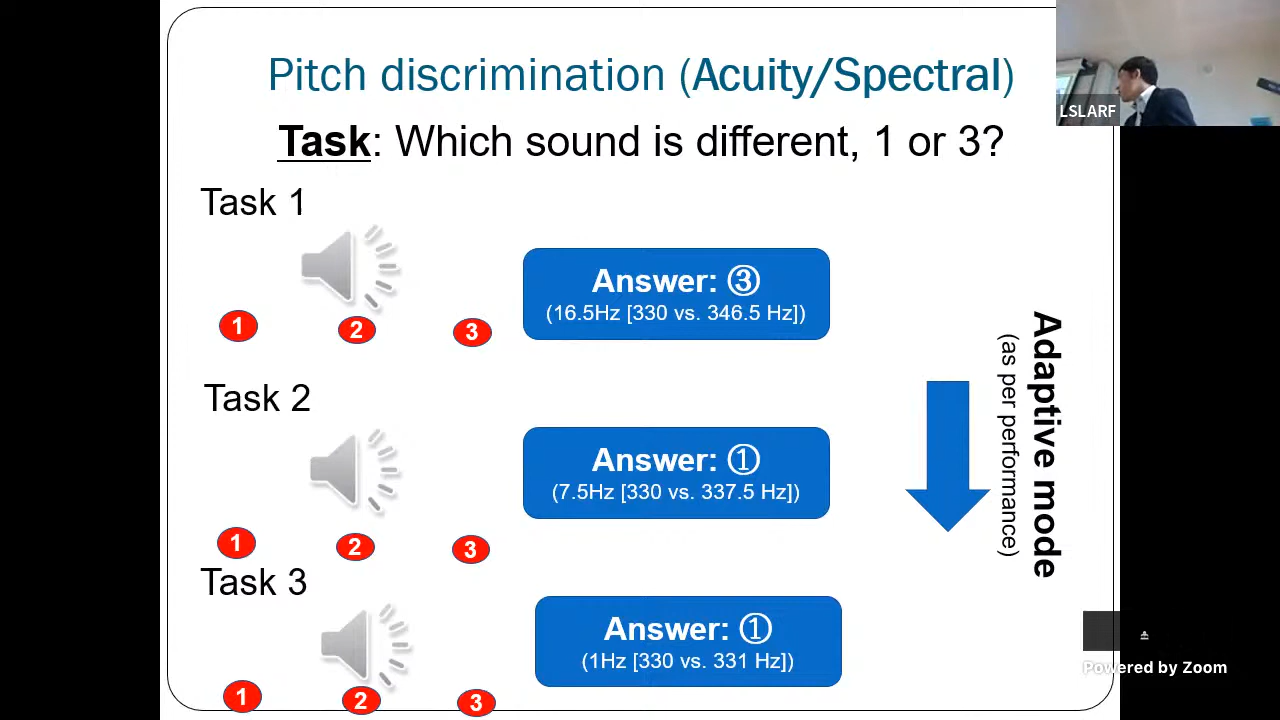 Pitch discrimination (Acuity/Spectral)
LSLARF
Task: Which sound is different, 1 or 3?
Task 1
Answer: ③
(16.5Hz [330 vs. 346.5 Hz])
1
2
3
Task 2
Answer: ①
(7.5Hz [330 vs. 337.5 Hz])
1
2
3
Adaptive mode
(as per performance)
Task 3
Answer: ①
(1Hz [330 vs. 331 Hz])
1
2
3
Powered by Zoom